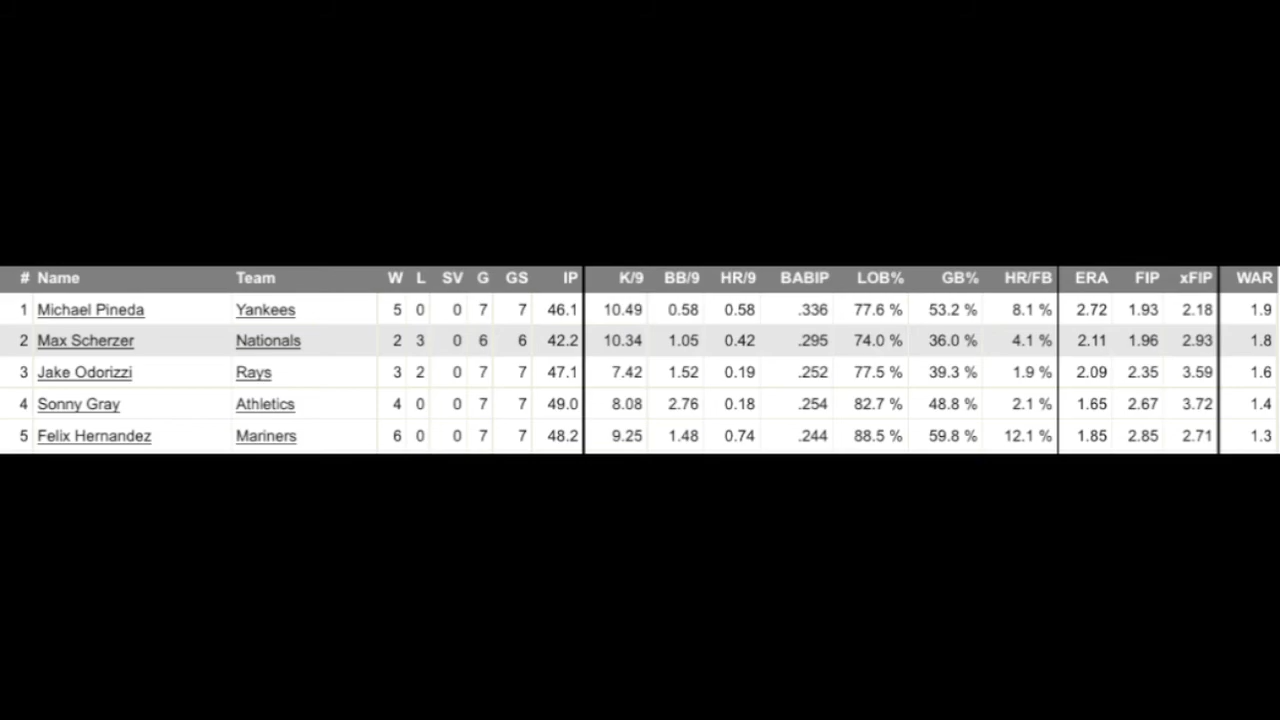 # Name Team W L SV G GS IP K/9 BB/9 HR/9 BABIP LOB% GB% HR/FB ERA FIP xFIP WAR
1 Michael Pineda Yankees 5 0 0 7 7 46.1 10.49 0.58 0.58 .336 77.6 % 53.2 % 8.1 % 2.72 1.93 2.18 1.9
2 Max Scherzer Nationals 2 3 0 6 6 42.2 10.34 1.05 0.42 .295 74.0 % 36.0 % 4.1 % 2.11 1.96 2.93 1.8
3 Jake Odorizzi Rays 3 2 0 7 7 47.1 7.42 1.52 0.19 .252 77.5 % 39.3 % 1.9 % 2.09 2.35 3.59 1.6
4 Sonny Gray Athletics 4 0 0 7 7 49.0 8.08 2.76 0.18 .254 82.7 % 48.8 % 2.1 % 1.65 2.67 3.72 1.4
5 Felix Hernandez Mariners 6 0 0 7 7 48.2 9.25 1.48 0.74 .244 88.5 % 59.8 % 12.1 % 1.85 2.85 2.71 1.3